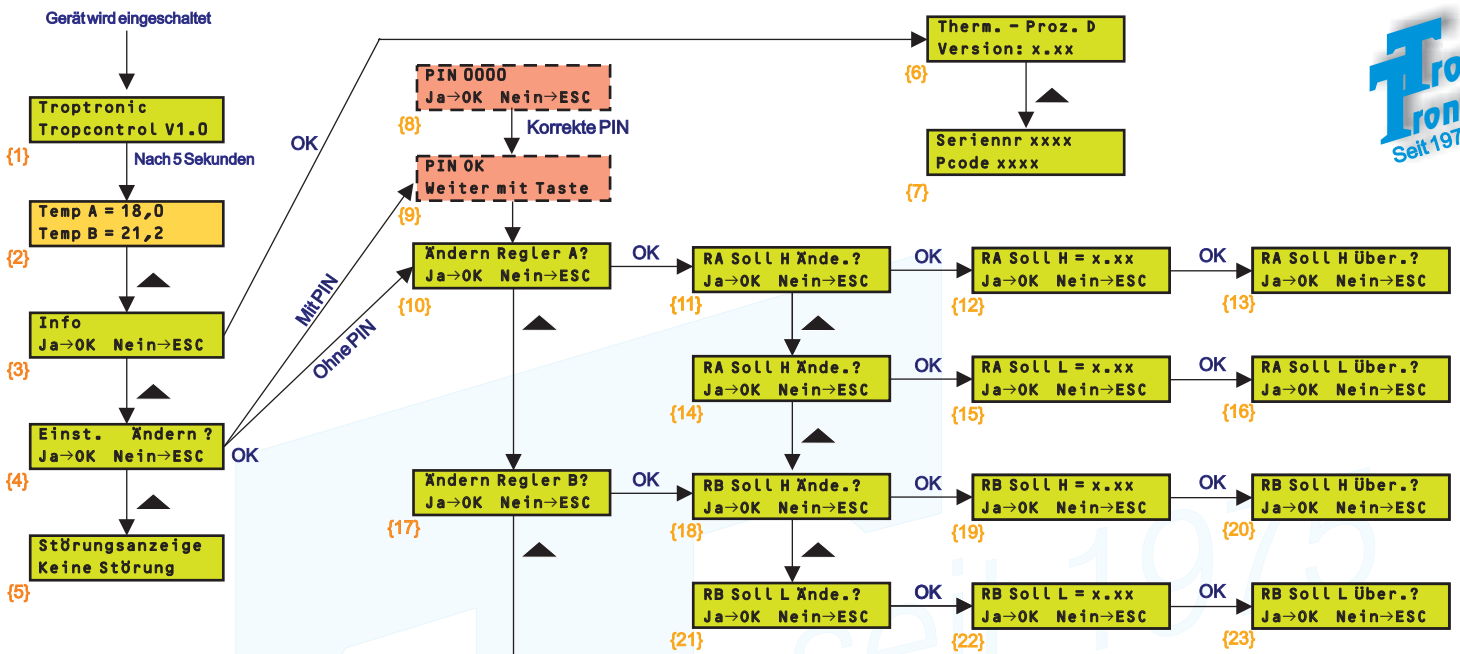 Gerät wird eingeschaltet
Troptronic
Tropcontrol V1.0
{1}
Nach 5 Sekunden
Temp A = 18,0
Temp B = 21,2
{2}
Info
Ja→OK Nein→ESC
{3}
OK
Einst. Ändern?
Ja→OK Nein→ESC
{4}
OK
Mit PIN
Ohne PIN
Störungsanzeige
Keine Störung
{5}
Therm. - Proz. D
Version: x.xx
{6}
Seriennr xxxx
Pcode xxxx
{7}
PIN 0000
Ja→OK Nein→ESC
{8}
Korrekte PIN
PIN OK
Weiter mit Taste
{9}
Ändern Regler A?
Ja→OK Nein→ESC
{10}
OK
RA Soll H Ände.?
Ja→OK Nein→ESC
{11}
OK
RA Soll H = x.xx
Ja→OK Nein→ESC
{12}
OK
RA Soll H Über.?
Ja→OK Nein→ESC
{13}
RA Soll H Ände.?
Ja→OK Nein→ESC
{14}
OK
RA Soll L = x.xx
Ja→OK Nein→ESC
{15}
OK
RA Soll L Über.?
Ja→OK Nein→ESC
{16}
Ändern Regler B?
Ja→OK Nein→ESC
{17}
OK
RB Soll H Ände.?
Ja→OK Nein→ESC
{18}
OK
RB Soll H = x.xx
Ja→OK Nein→ESC
{19}
OK
RB Soll H Über.?
Ja→OK Nein→ESC
{20}
RB Soll L Ände.?
Ja→OK Nein→ESC
{21}
OK
RB Soll L = x.xx
Ja→OK Nein→ESC
{22}
OK
RB Soll L Über.?
Ja→OK Nein→ESC
{23}
Tro
Tron
Seit 197
seit 1975